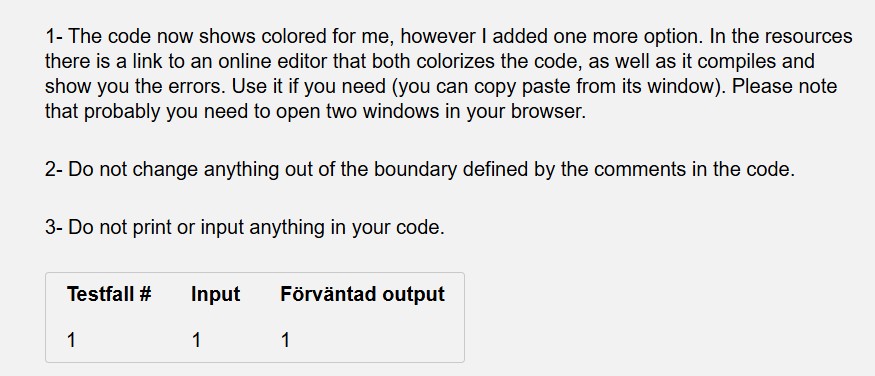 1- The code now shows colored for me, however I added one more option. In the resources
there is a link to an online editor that both colorizes the code, as well as it compiles and
show you the errors. Use it if you need (you can copy paste from its window). Please note
that probably you need to open two windows in your browser.
2- Do not change anything out of the boundary defined by the comments in the code.
3- Do not print or input anything in your code.
Testfall # Input Förväntad output
1 1 1